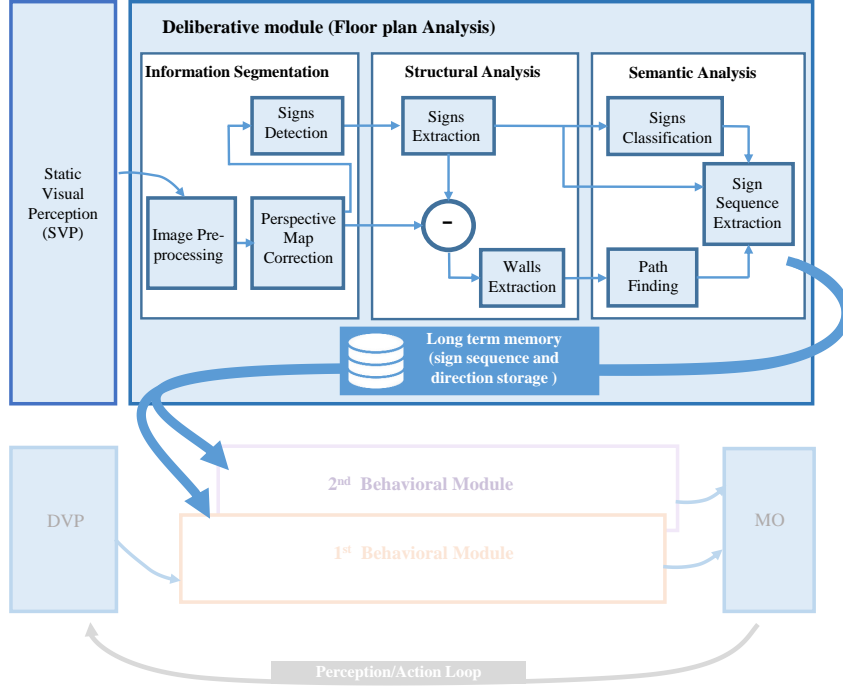 Deliberative module (Floor plan Analysis)
Information Segmentation
Structural Analysis
Semantic Analysis
Static
Visual
Perception
(SVP)
Signs
Detection
Signs
Extraction
Signs
Classification
Image Pre-
processing
Perspective
Map
Correction
-
Sign
Sequence
Extraction
Walls
Extraction
Path
Finding
Long term memory
(sign sequence and
direction storage )
DVP
2nd Behavioral Module
1st Behavioral Module
MO
Perception/Action Loop